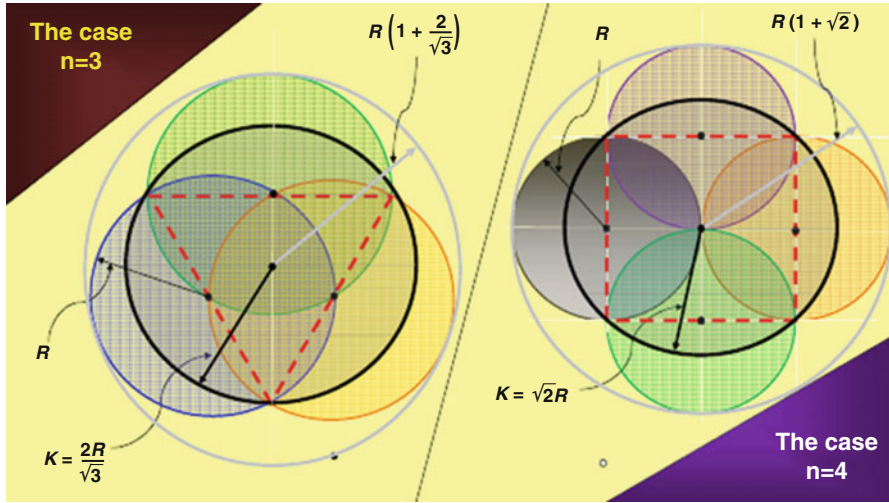 The case
n=3
R(1 + 2/√3)
R
K = 2R/√3
R
R(1 + √2)
K = √2R
The case
n=4